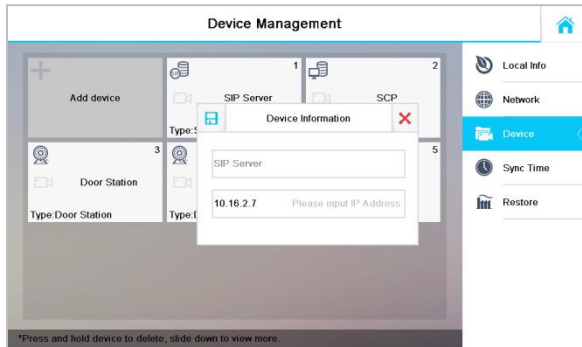 Device Management
Add device
1
SIP
SIP Server
Type:S
2
SCP
3
Door Station
Type:Door Station
Type:D
5
Device Information
SIP Server
10.16.2.7 Please input IP Address.
Local Info
Network
Device
Sync Time
Restore
*Press and hold device to delete, slide down to view more.